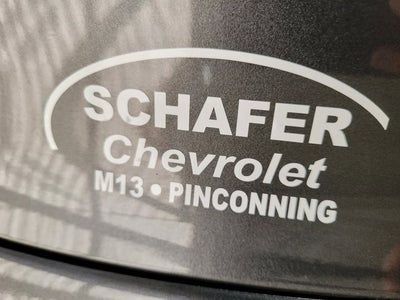 SCHAFER
Chevrolet
M13 • PINCONNING